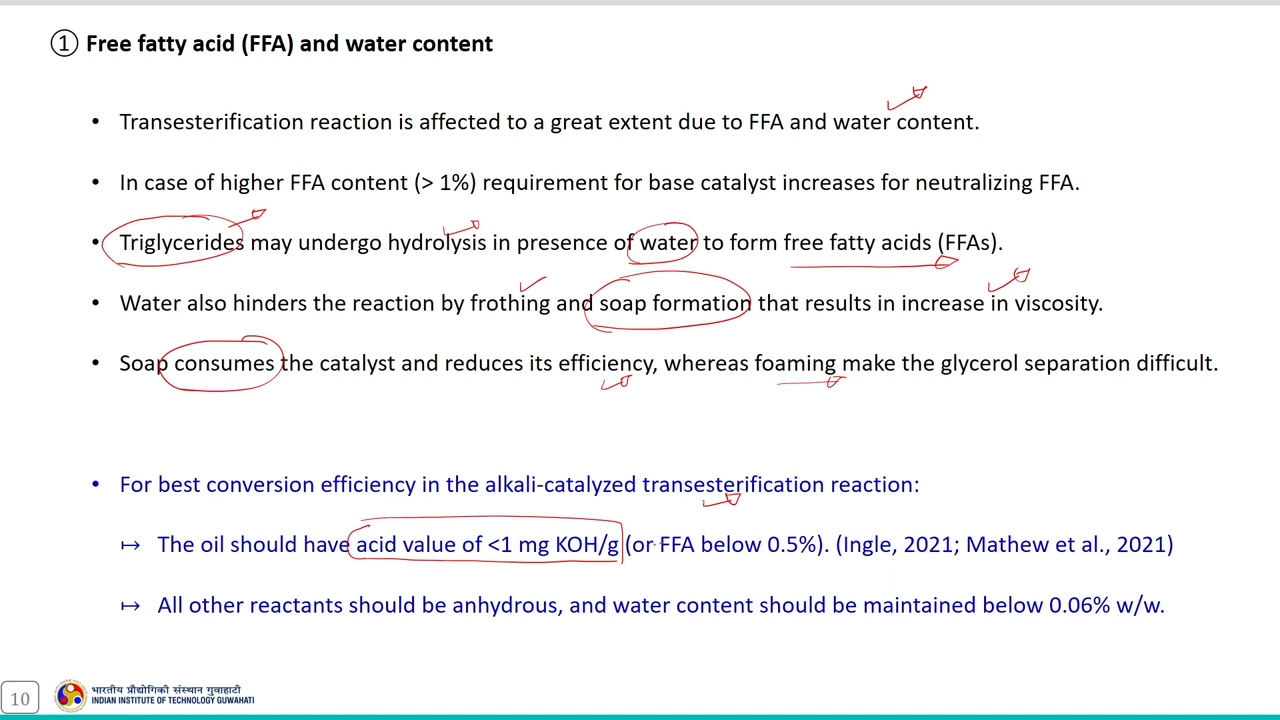 ① Free fatty acid (FFA) and water content
• Transesterification reaction is affected to a great extent due to FFA and water content.
• In case of higher FFA content (> 1%) requirement for base catalyst increases for neutralizing FFA.
• Triglycerides may undergo hydrolysis in presence of water to form free fatty acids (FFAs).
• Water also hinders the reaction by frothing and soap formation that results in increase in viscosity.
• Soap consumes the catalyst and reduces its efficiency, whereas foaming make the glycerol separation difficult.
• For best conversion efficiency in the alkali-catalyzed transesterification reaction:
↦ The oil should have acid value of <1 mg KOH/g (or FFA below 0.5%). (Ingle, 2021; Mathew et al., 2021)
↦ All other reactants should be anhydrous, and water content should be maintained below 0.06% w/w.
10
भारतीय प्रौद्योगिकी संस्थान गुवाहाटी
INDIAN INSTITUTE OF TECHNOLOGY GUWAHATI